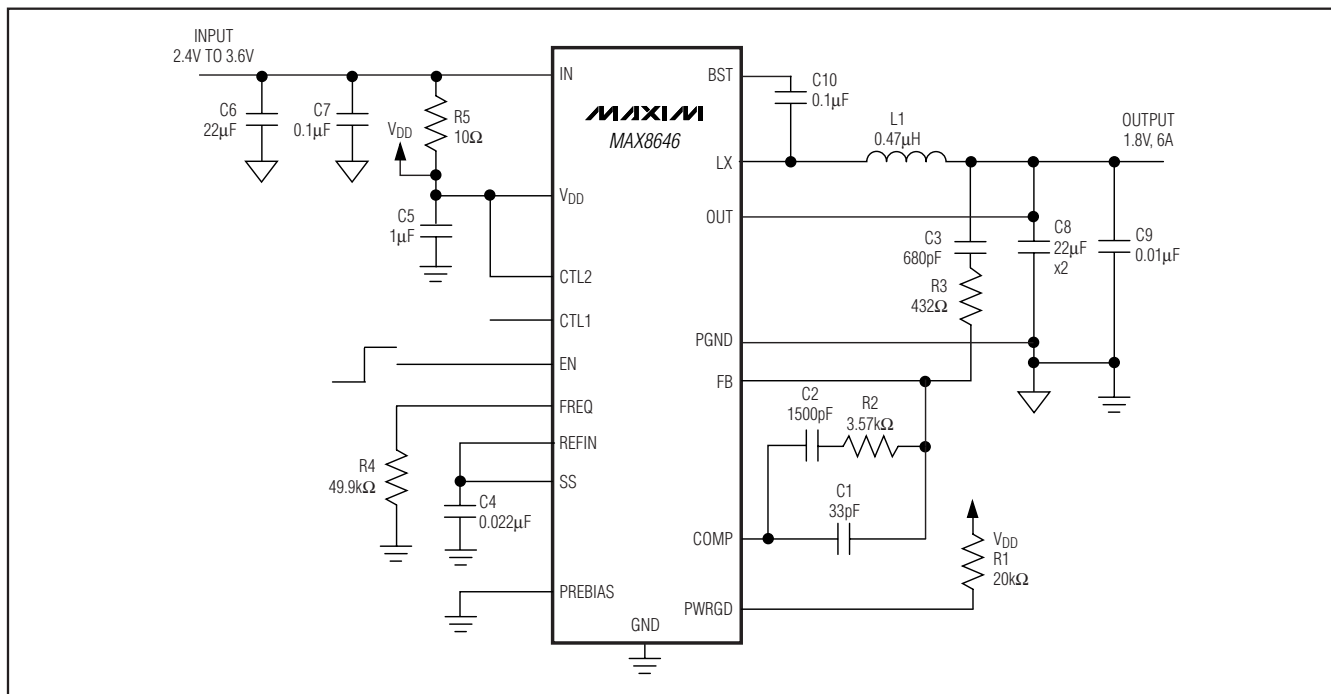 INPUT
2.4V TO 3.6V
C6
22μF
C7
0.1μF
R5
10Ω
VDD
C5
1μF
R4
49.9kΩ
C4
0.022μF
IN
VDD
CTL2
CTL1
EN
FREQ
REFIN
SS
PREBIAS
MAXIM
MAX8646
GND
BST
LX
OUT
PGND
FB
COMP
PWRGD
C10
0.1μF
L1
0.47μH
OUTPUT
1.8V, 6A
C3
680pF
R3
432Ω
C8
22μF
x2
C9
0.01μF
C2
1500pF
R2
3.57kΩ
C1
33pF
VDD
R1
20kΩ